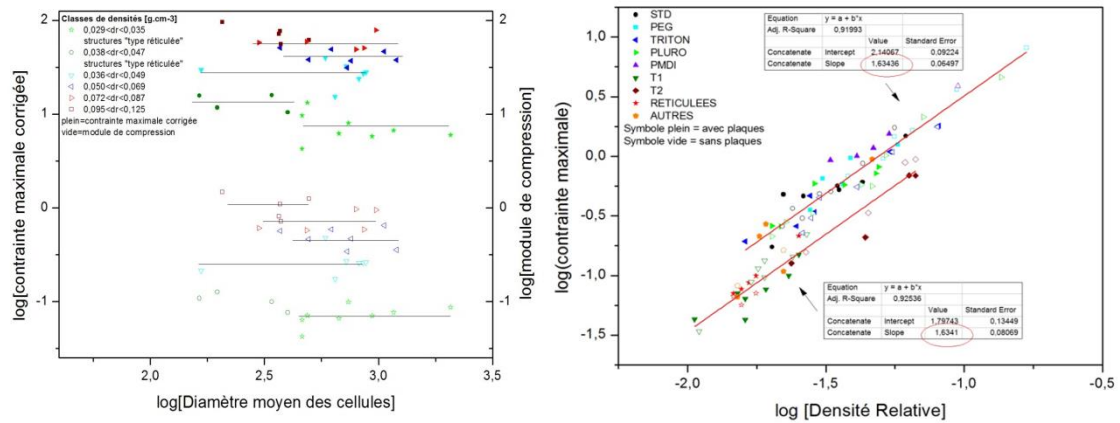 log[contrainte maximale corrigée]
2
1
0
-1
Classes de densités [g.cm-3]
0,029<dr<0,035
structures "type réticulée"
0,038<dr<0,047
structures "type réticulée"
0,036<dr<0,049
0,050<dr<0,069
0,072<dr<0,087
0,095<dr<0,125
plein=contrainte maximale corrigée
vide=module de compression
2
1
0
-1
log[module de compression]
2,0
2,5
3,0
3,5
log[Diamètre moyen des cellules]
log(contrainte maximale)
1,0
0,5
0,0
-0,5
-1,0
-1,5
STD
PEG
TRITON
PLURO
PMDI
T1
T2
RETICULEES
AUTRES
Symbole plein = avec plaques
Symbole vide = sans plaques
Equation y = a + b*x
Adj. R-Square 0,91993
Value Standard Error
Concatenate Intercept 2,14067 0,09224
Concatenate Slope 1,63436 0,06497
Equation y = a + b*x
Adj. R-Square 0,92536
Value Standard Error
Concatenate Intercept 1,79743 0,13449
Concatenate Slope 1,6341 0,08069
-2,0
-1,5
-1,0
-0,5
log [Densité Relative]